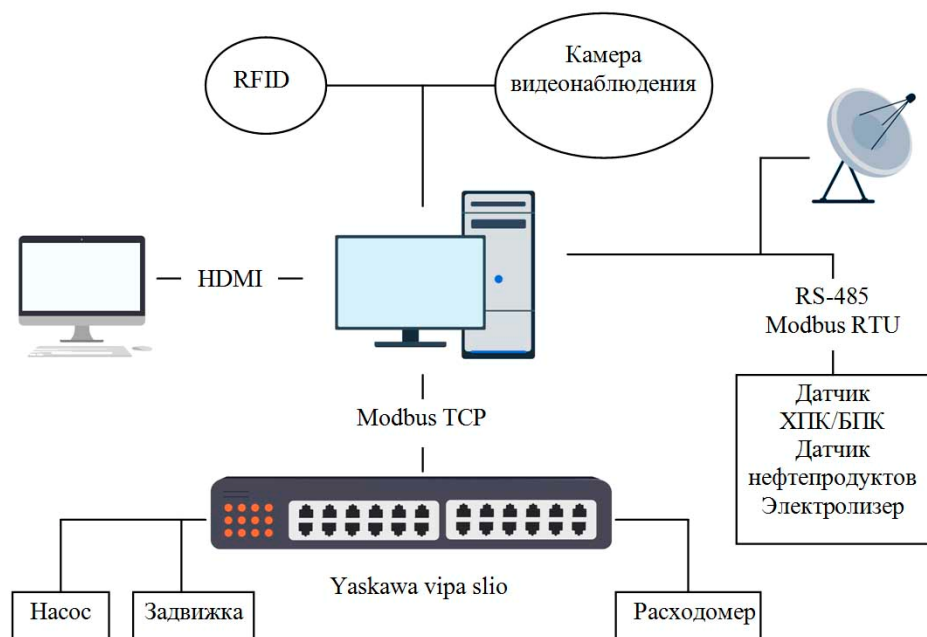 RFID
Камера
видеонаблюдения
HDMI
RS-485
Modbus RTU
Modbus TCP
Датчик
ХПК/БПК
Датчик
нефтепродуктов
Электролизер
Yaskawa vipa slio
Насос
Задвижка
Расходомер